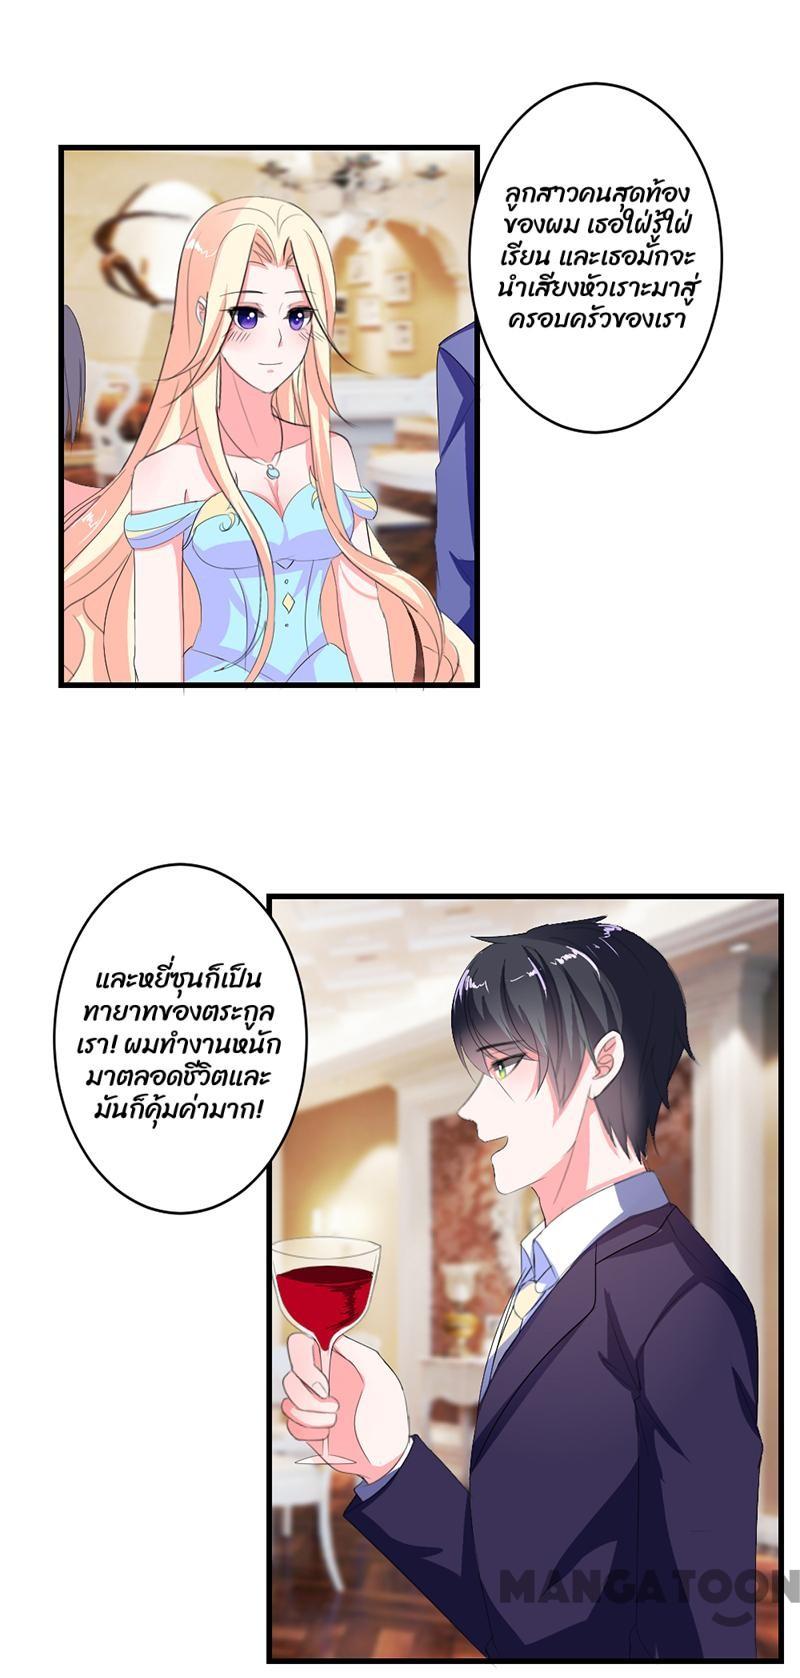 ลูกสาวคนสุดท้อง
ของผม เธอใฝ่รู้ใฝ่
เรียน และเธอมักจะ
นำเสียงหัวเราะมาสู่
ครอบครัวของเรา
และหยี่ซุนก็เป็น
ทายาทของตระกูล
เรา! ผมทำงานหนัก
มาตลอดชีวิตและ
มันก็คุ้มค่ามาก!
MANGATOON